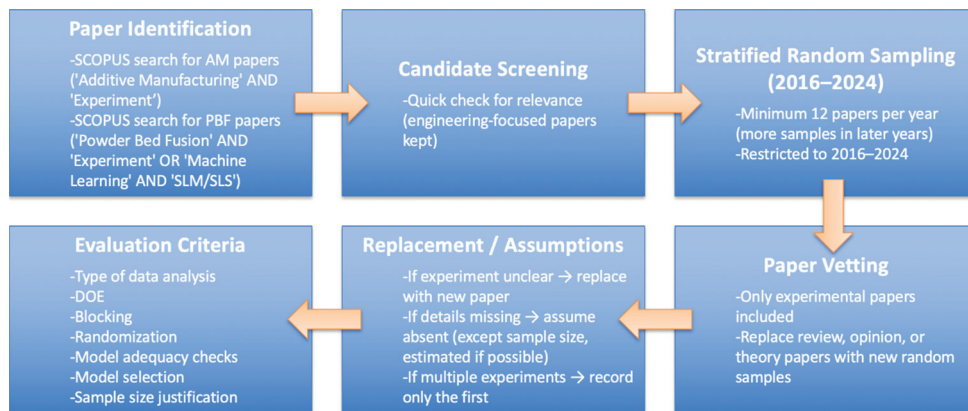 Paper Identification
-SCOPUS search for AM papers
('Additive Manufacturing' AND
'Experiment')
-SCOPUS search for PBF papers
('Powder Bed Fusion' AND
'Experiment' OR 'Machine
Learning' AND 'SLM/SLS')
Candidate Screening
-Quick check for relevance
(engineering-focused papers
kept)
Stratified Random Sampling
(2016–2024)
-Minimum 12 papers per year
(more samples in later years)
-Restricted to 2016–2024
Paper Vetting
-Only experimental papers
included
-Replace review, opinion, or
theory papers with new random
samples
Replacement / Assumptions
-If experiment unclear → replace
with new paper
-If details missing → assume
absent (except sample size,
estimated if possible)
-If multiple experiments → record
only the first
Evaluation Criteria
-Type of data analysis
-DOE
-Blocking
-Randomization
-Model adequacy checks
-Model selection
-Sample size justification